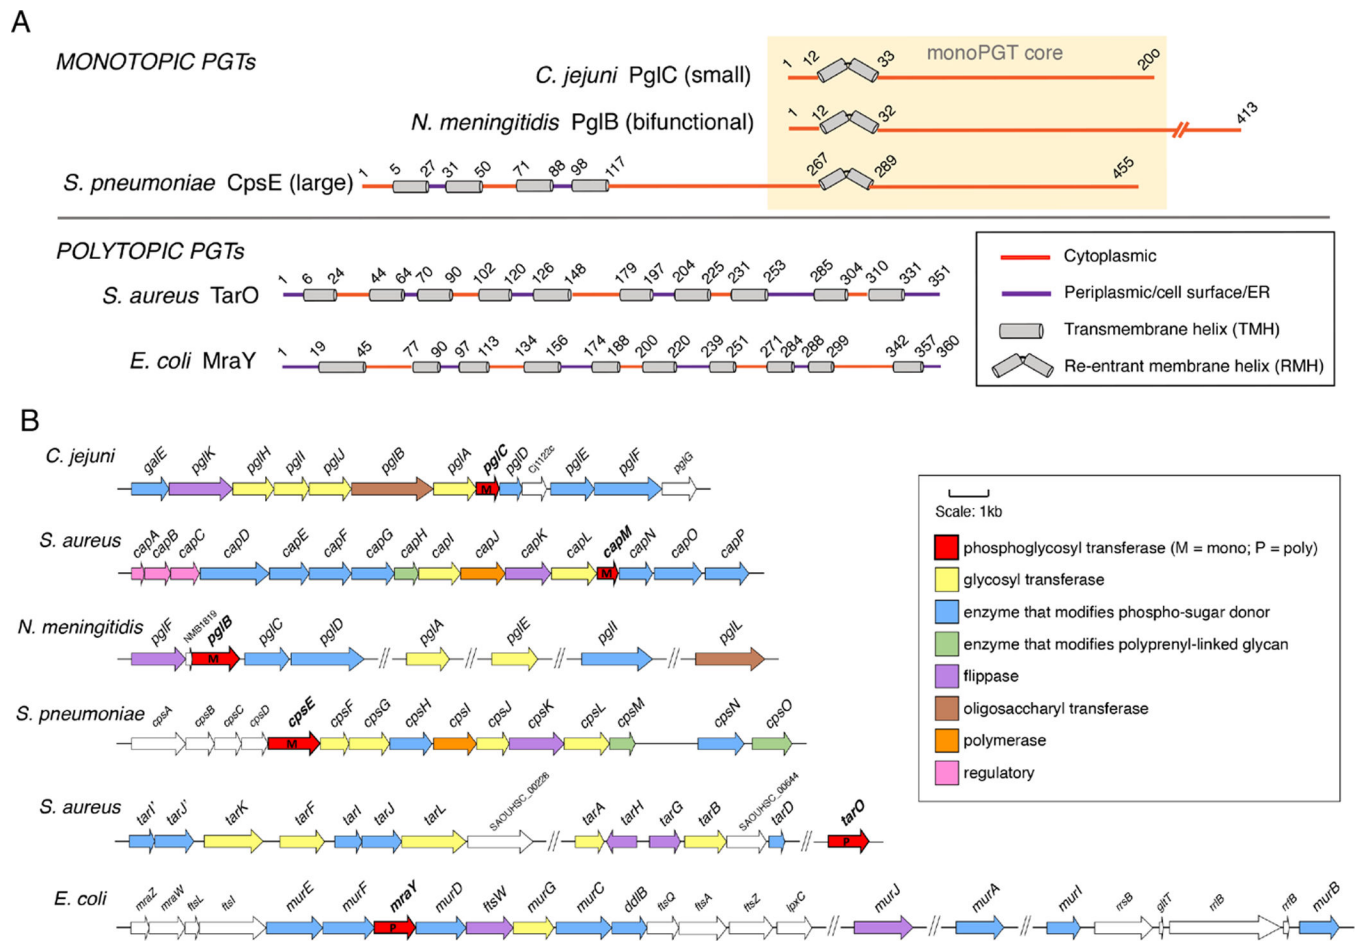 A
MONOTOPIC PGTs
monoPGT core
C. jejuni PglC (small)
1 12 33 200
N. meningitidis PglB (bifunctional)
1 12 32 413
S. pneumoniae CpsE (large)
1 5 27 31 50 71 88 98 117 267 289 455
POLYTOPIC PGTs
S. aureus TarO
1 6 24 44 64 70 90 102 120 126 148 179 197 204 225 231 253 285 304 310 331 351
E. coli MraY
1 19 45 77 90 97 113 134 156 174 188 200 220 239 251 271 284 288 299 342 357 360
Cytoplasmic
Periplasmic/cell surface/ER
Transmembrane helix (TMH)
Re-entrant membrane helix (RMH)
B
C. jejuni
galE pglK pglH pglI pglJ pglB pglA pglC pglD Cj1122c pglE pglF pglG
M
S. aureus
capA capB capC capD capE capF capG capH capI capJ capK capL capM capN capO capP
M
N. meningitidis
pglF NMB1819 pglB pglC pglD pglA pglE pglI pglL
M
S. pneumoniae
cpsA cpsB cpsC cpsD cpsE cpsF cpsG cpsH cpsI cpsJ cpsK cpsL cpsM cpsN cpsO
M
S. aureus
tarI' tarJ' tarK tarF tarI tarJ tarL SAOUHSC_00226 tarA tarH tarG tarB SAOUHSC_00644 tarD tarO
P
E. coli
mraZ mraW ftsL ftsI murE murF mraY murD ftsW murG murC ddlB ftsQ ftsA ftsZ lpxC murJ murA murI rrsB gltT rrlB rrfB murB
P
Scale: 1kb
phosphoglycosyl transferase (M = mono; P = poly)
glycosyl transferase
enzyme that modifies phospho-sugar donor
enzyme that modifies polyprenyl-linked glycan
flippase
oligosaccharyl transferase
polymerase
regulatory